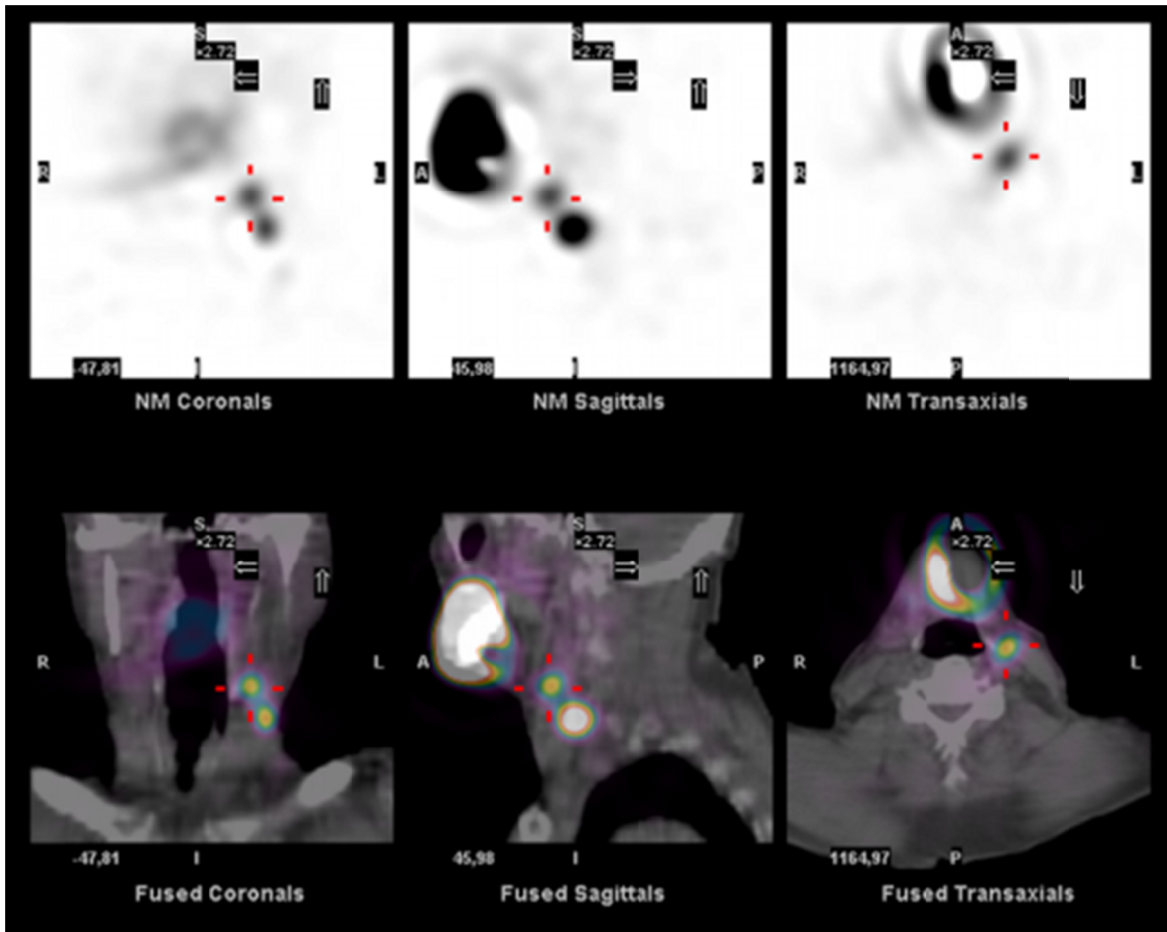 S S A
×2.72 ×2.72 ×2.72
⇐ ⇑ ⇒ ⇑ ⇐ ⇓
R L A P R L
-47,81 I 45,98 I 1164,97 P
NM Coronals NM Sagittals NM Transaxials
S S A
×2.72 ×2.72 ×2.72
⇐ ⇑ ⇒ ⇑ ⇐ ⇓
R L A P R L
-47,81 I 45,98 I 1164,97 P
Fused Coronals Fused Sagittals Fused Transaxials